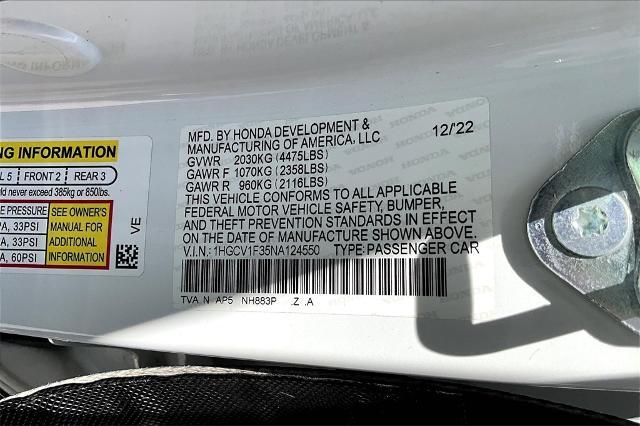 NG INFORMATION
L 5 FRONT 2 REAR 3
ld never exceed 385kg or 850lbs.
E PRESSURE
A, 33PSI
A, 33PSI
A, 60PSI
SEE OWNER'S
MANUAL FOR
ADDITIONAL
INFORMATION
VE
MFD. BY HONDA DEVELOPMENT & 12/'22
MANUFACTURING OF AMERICA, LLC
GVWR 2030KG (4475LBS)
GAWR F 1070KG (2358LBS)
GAWR R 960KG (2116LBS)
THIS VEHICLE CONFORMS TO ALL APPLICABLE
FEDERAL MOTOR VEHICLE SAFETY, BUMPER,
AND THEFT PREVENTION STANDARDS IN EFFECT
ON THE DATE OF MANUFACTURE SHOWN ABOVE.
V.I.N.: 1HGCV1F35NA124550 TYPE: PASSENGER CAR
TVA N AP5 NH883P .Z .A